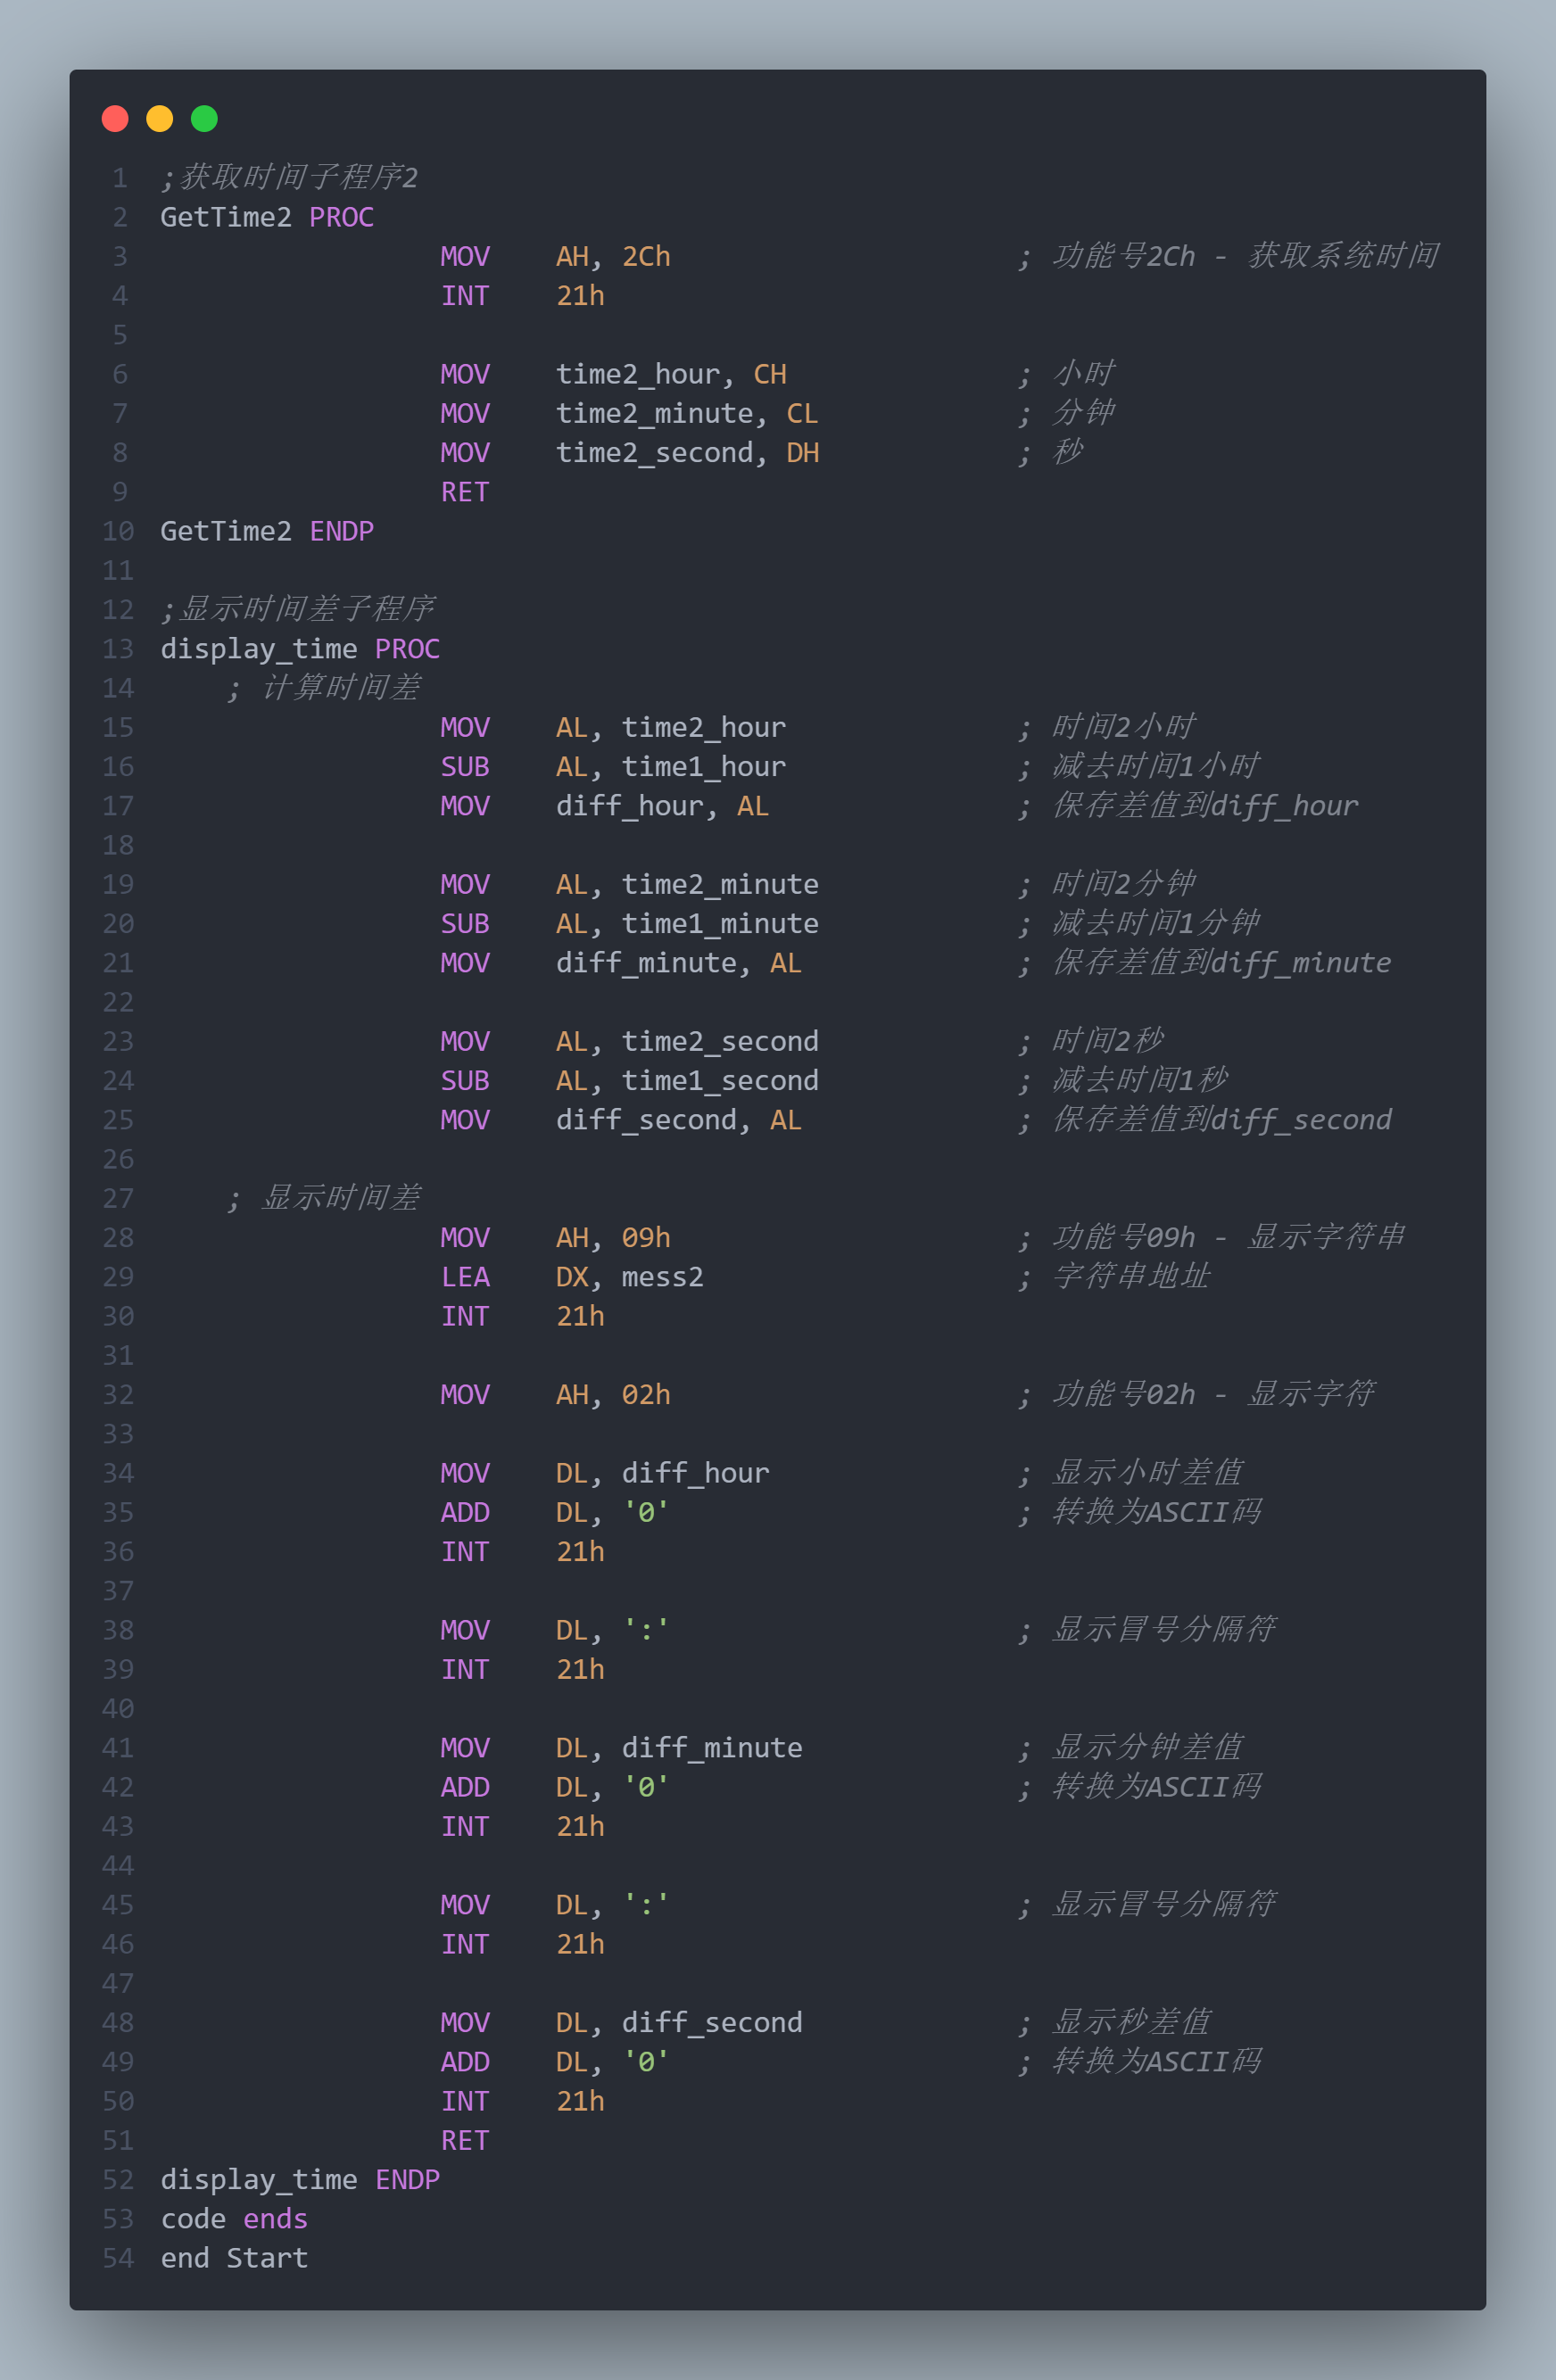 1 ;获取时间子程序2
2 GetTime2 PROC
3 MOV AH, 2Ch ; 功能号2Ch - 获取系统时间
4 INT 21h
5
6 MOV time2_hour, CH ; 小时
7 MOV time2_minute, CL ; 分钟
8 MOV time2_second, DH ; 秒
9 RET
10 GetTime2 ENDP
11
12 ;显示时间差子程序
13 display_time PROC
14 ; 计算时间差
15 MOV AL, time2_hour ; 时间2小时
16 SUB AL, time1_hour ; 减去时间1小时
17 MOV diff_hour, AL ; 保存差值到diff_hour
18
19 MOV AL, time2_minute ; 时间2分钟
20 SUB AL, time1_minute ; 减去时间1分钟
21 MOV diff_minute, AL ; 保存差值到diff_minute
22
23 MOV AL, time2_second ; 时间2秒
24 SUB AL, time1_second ; 减去时间1秒
25 MOV diff_second, AL ; 保存差值到diff_second
26
27 ; 显示时间差
28 MOV AH, 09h ; 功能号09h - 显示字符串
29 LEA DX, mess2 ; 字符串地址
30 INT 21h
31
32 MOV AH, 02h ; 功能号02h - 显示字符
33
34 MOV DL, diff_hour ; 显示小时差值
35 ADD DL, '0' ; 转换为ASCII码
36 INT 21h
37
38 MOV DL, ':' ; 显示冒号分隔符
39 INT 21h
40
41 MOV DL, diff_minute ; 显示分钟差值
42 ADD DL, '0' ; 转换为ASCII码
43 INT 21h
44
45 MOV DL, ':' ; 显示冒号分隔符
46 INT 21h
47
48 MOV DL, diff_second ; 显示秒差值
49 ADD DL, '0' ; 转换为ASCII码
50 INT 21h
51 RET
52 display_time ENDP
53 code ends
54 end Start